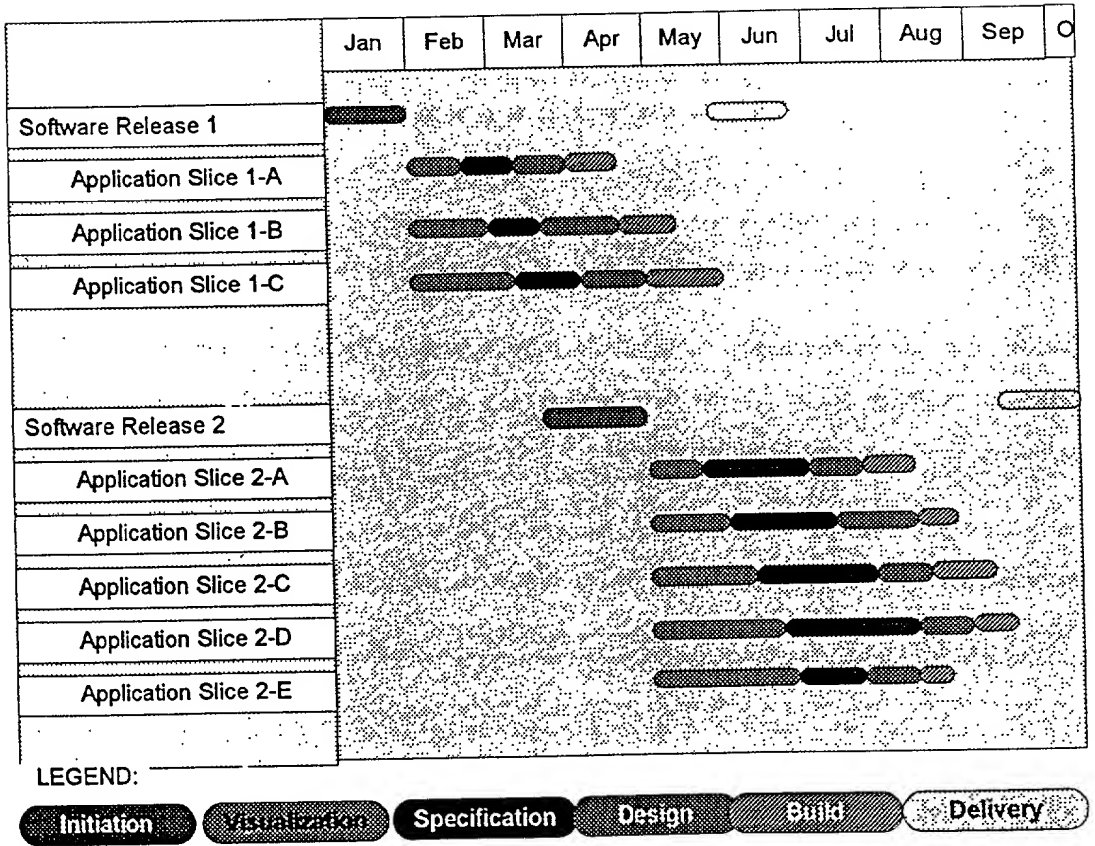 Jan Feb Mar Apr May Jun Jul Aug Sep O
Software Release 1
Application Slice 1-A
Application Slice 1-B
Application Slice 1-C
Software Release 2
Application Slice 2-A
Application Slice 2-B
Application Slice 2-C
Application Slice 2-D
Application Slice 2-E
LEGEND:
Initiation Visualization Specification Design Build Delivery